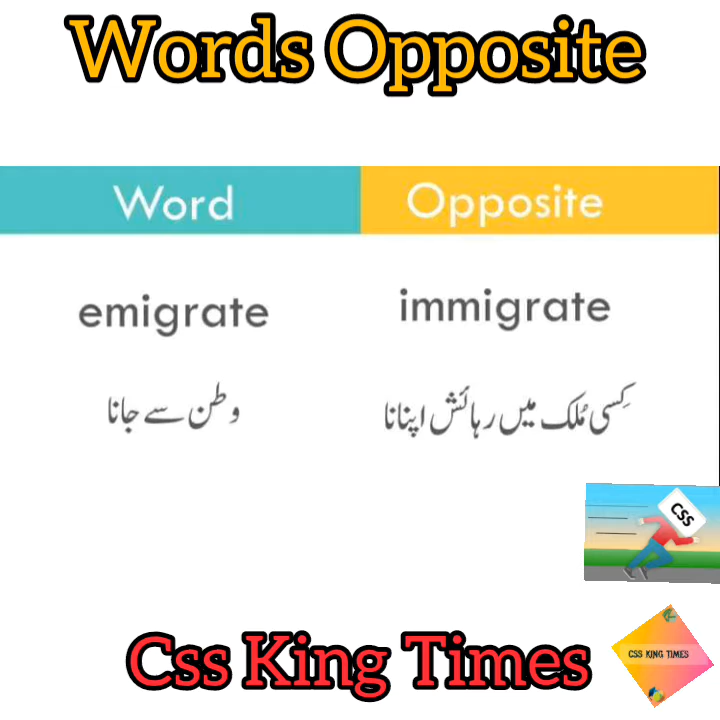 Words Opposite
Word Opposite
emigrate immigrate
وطن سے جانا کِسی مُلک میں رہائش اپنانا
CSS
CSS KING TIMES
Css King Times